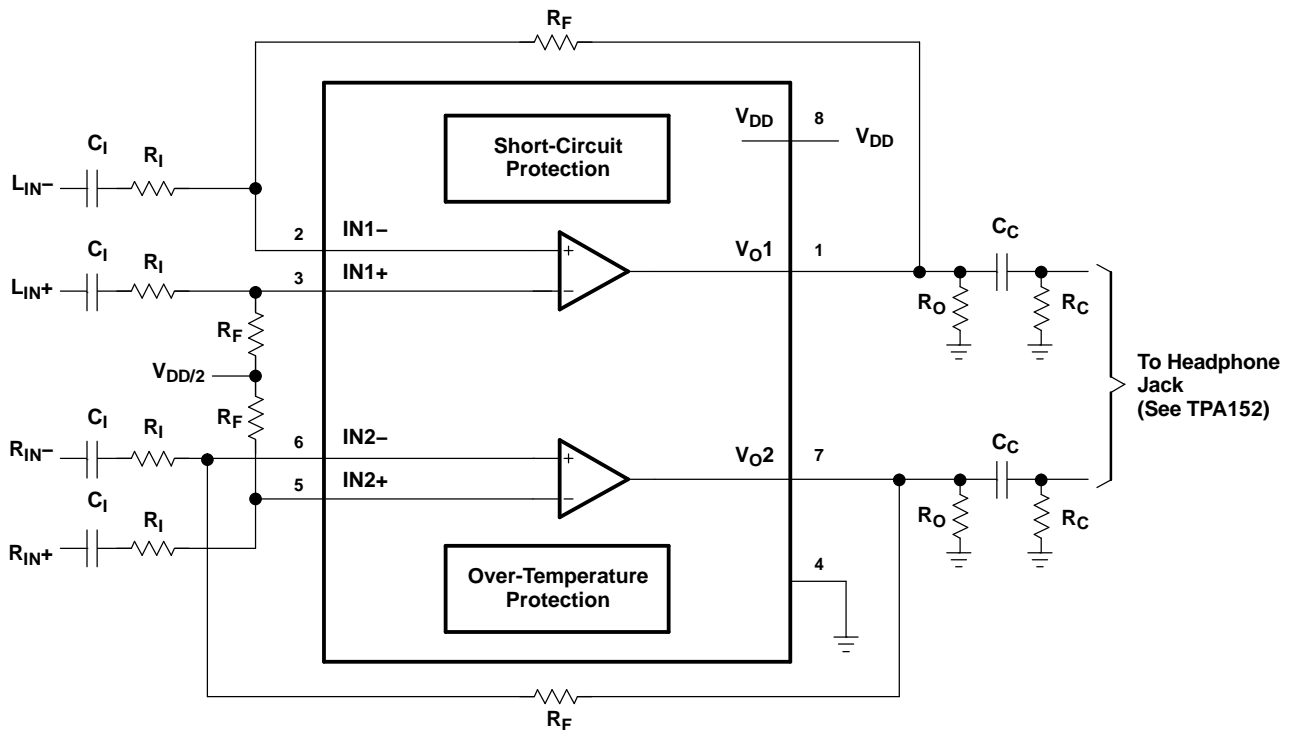 RF
Short-Circuit
Protection
VDD
8
VDD
CI
RI
LIN−
2
IN1−
VO1
1
CC
+
−
CI
RI
LIN+
3
IN1+
RO
RC
RF
VDD/2
RF
To Headphone
Jack
(See TPA152)
CI
RI
RIN−
6
IN2−
VO2
7
CC
+
−
5
IN2+
CI
RI
RIN+
RO
RC
Over-Temperature
Protection
4
RF